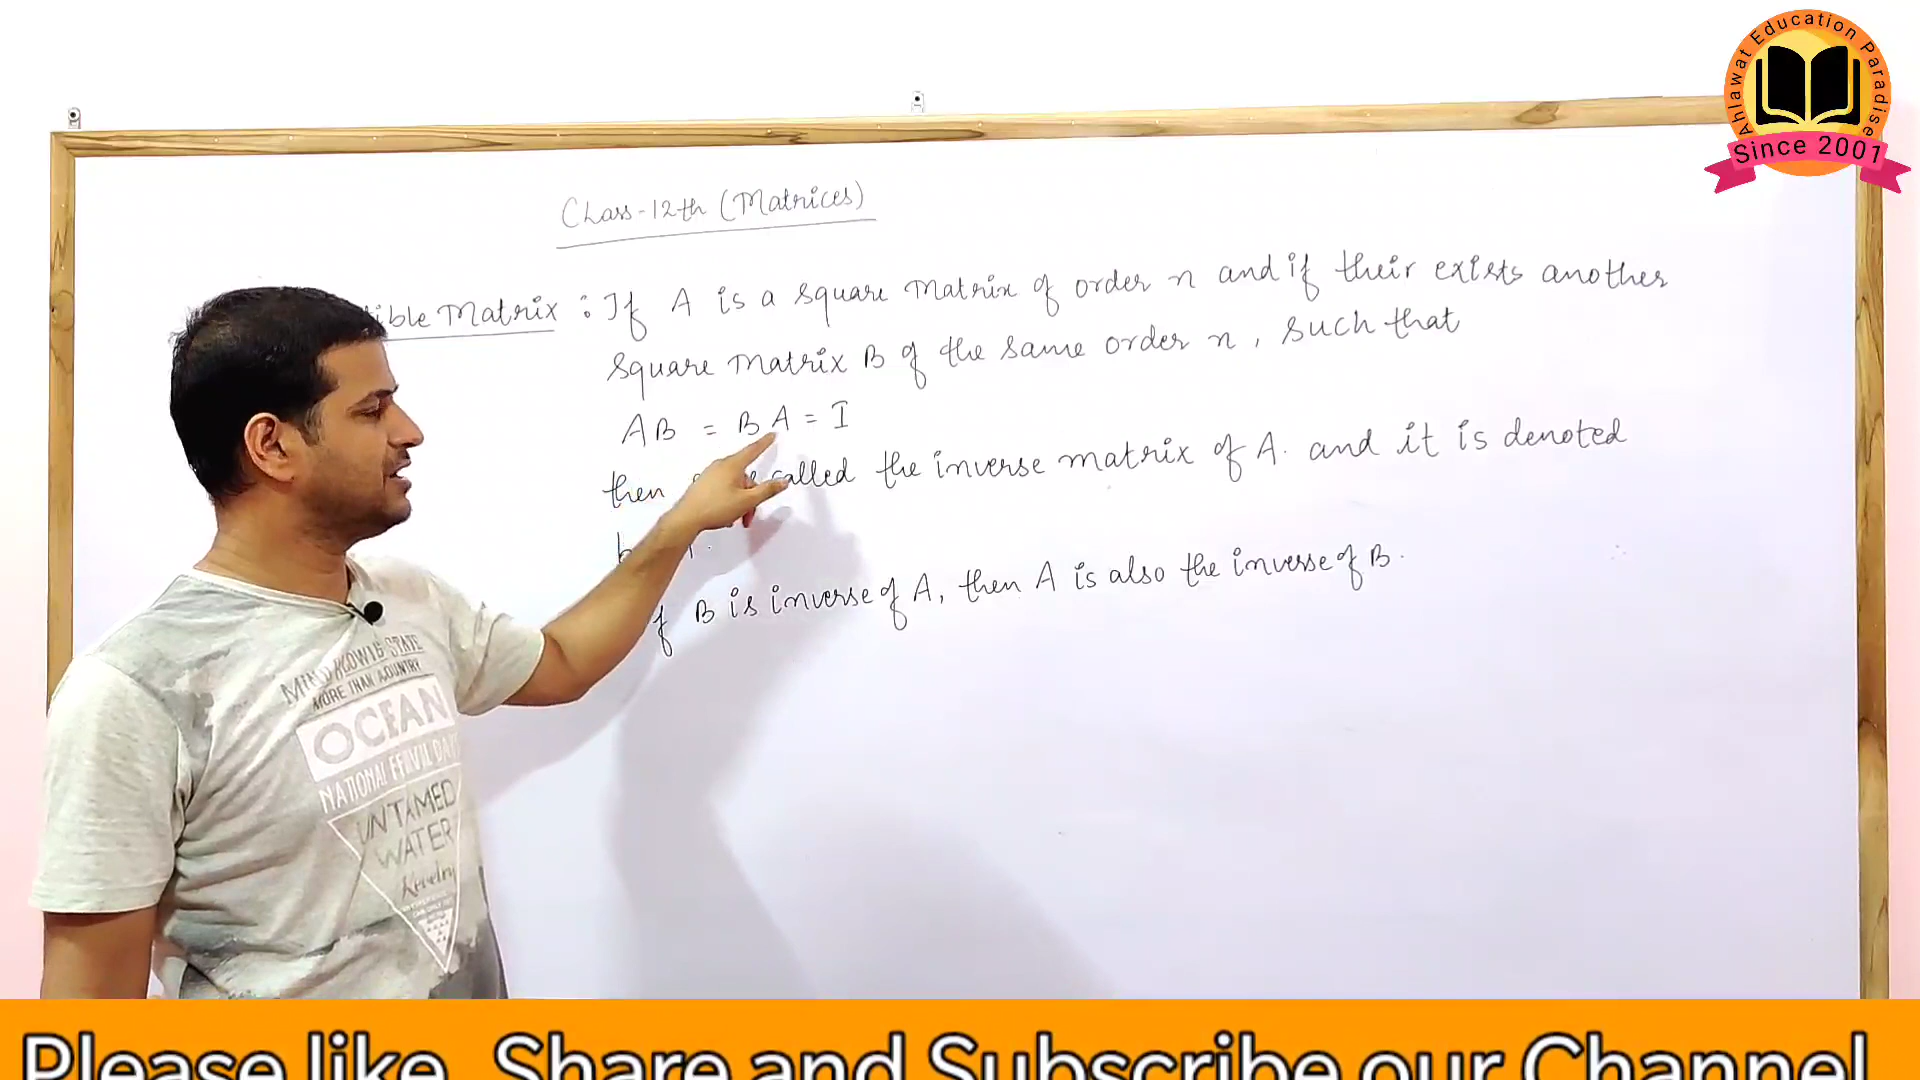 Ahlawat Education Paradise
Since 2001
Class-12th (Matrices)
Matrix : If A is a square matrix of order n and if their exists another
square matrix B of the same order n, such that
AB = BA = I
then called the inverse matrix of A. and it is denoted
B is inverse of A, then A is also the inverse of B.
MORE THAN A COUNTRY
OCEAN
NATIONAL
UNTAMED
WATER
Please like, Share and Subscribe our Channel